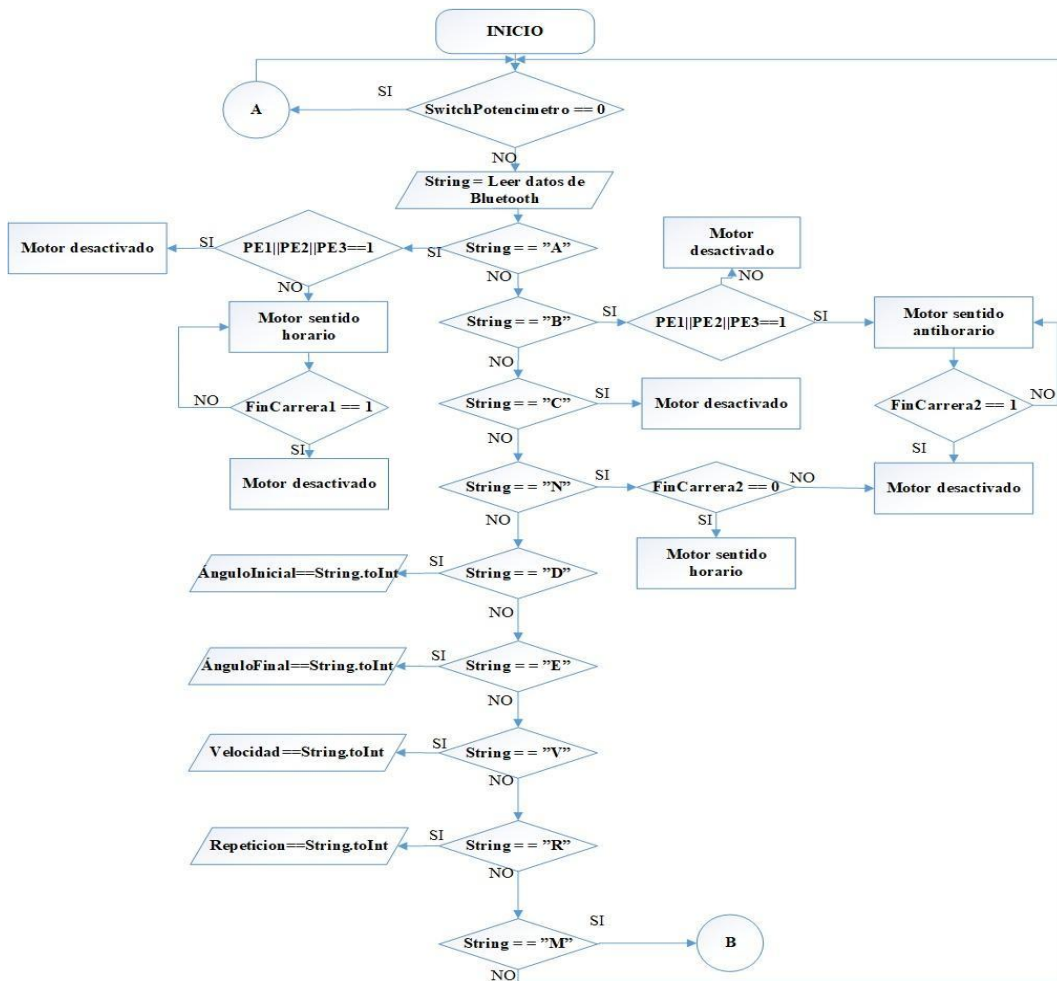 INICIO
SI
A
SwitchPotencimetro == 0
NO
String = Leer datos de
Bluetooth
Motor desactivado
SI
PE1||PE2||PE3==1
SI
String == ”A”
Motor
desactivado
NO
NO
NO
Motor sentido
horario
String == ”B”
SI
PE1||PE2||PE3==1
SI
Motor sentido
antihorario
NO
NO
FinCarrera1 == 1
String == ”C”
SI
Motor desactivado
FinCarrera2 == 1
NO
SI
NO
SI
Motor desactivado
String == ”N”
SI
FinCarrera2 == 0
NO
Motor desactivado
NO
SI
Motor sentido
horario
ÁnguloInicial==String.toInt
SI
String == ”D”
NO
ÁnguloFinal==String.toInt
SI
String == ”E”
NO
Velocidad==String.toInt
SI
String == ”V”
NO
Repeticion==String.toInt
SI
String == ”R”
NO
String == ”M”
SI
B
NO